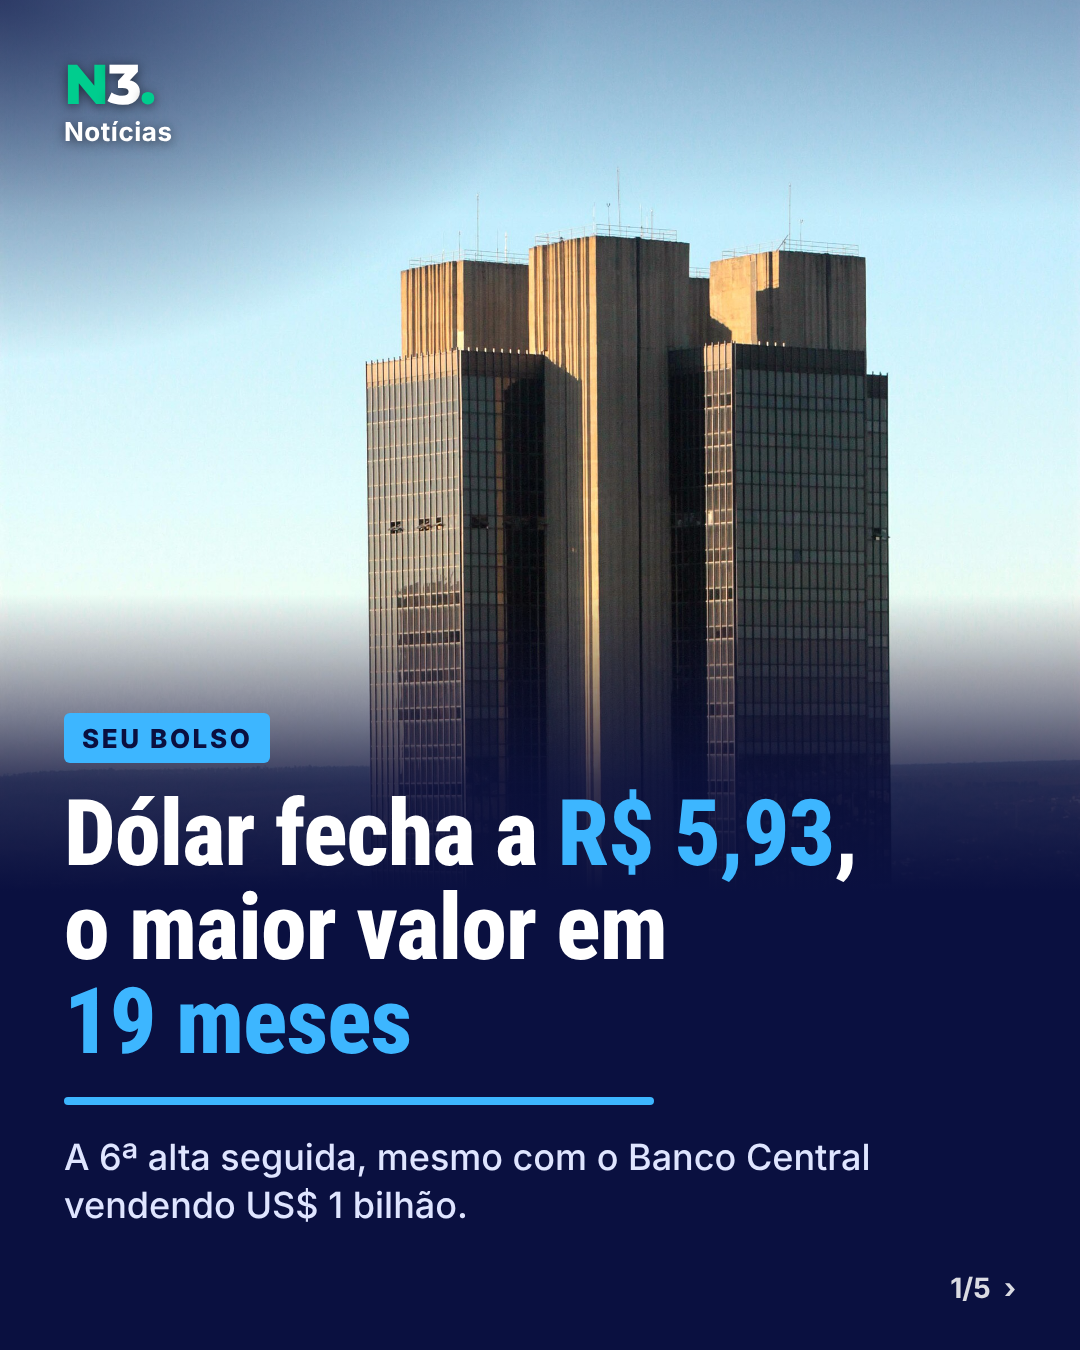 N3.
Notícias
SEU BOLSO
Dólar fecha a R$ 5,93,
o maior valor em
19 meses
A 6ª alta seguida, mesmo com o Banco Central
vendendo US$ 1 bilhão.
1/5 ›